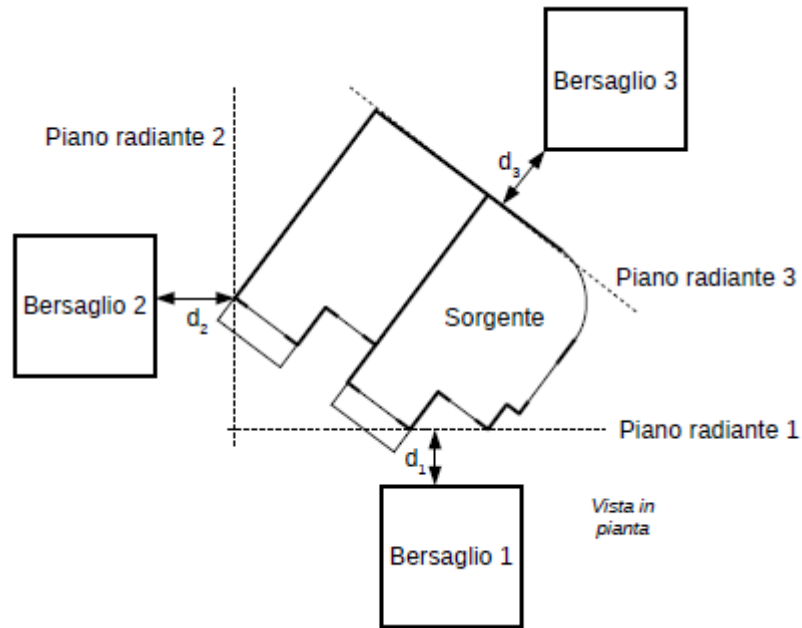 Bersaglio 3
Piano radiante 2
d₃
Piano radiante 3
Bersaglio 2
d₂
Sorgente
Piano radiante 1
d₁
Vista in
pianta
Bersaglio 1